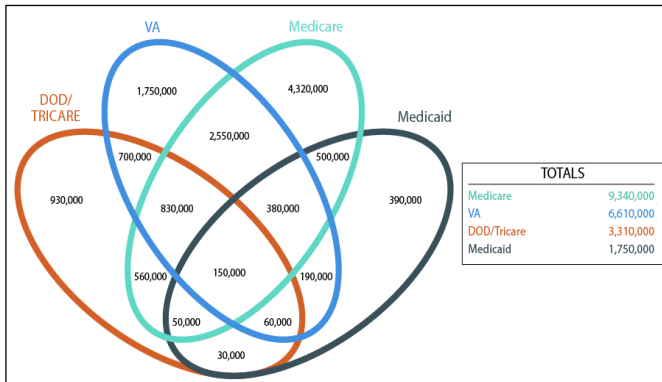 VA
Medicare
1,750,000
4,320,000
DOD/
TRICARE
Medicaid
2,550,000
700,000
500,000
930,000
830,000
380,000
390,000
560,000
150,000
190,000
50,000
60,000
30,000
TOTALS
Medicare 9,340,000
VA 6,610,000
DOD/Tricare 3,310,000
Medicaid 1,750,000